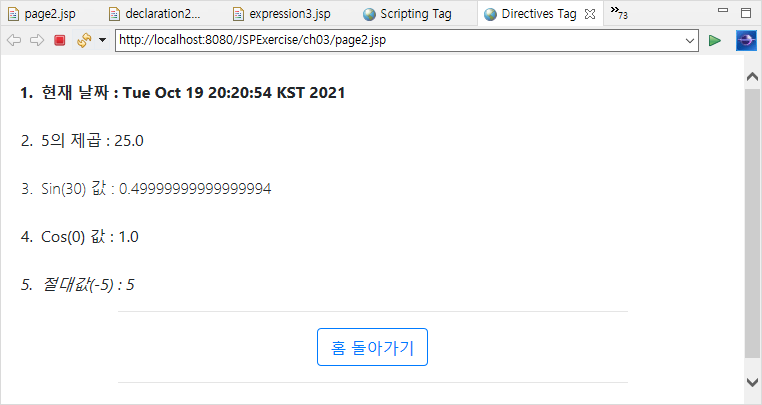 page2.jsp declaration2... expression3.jsp Scripting Tag Directives Tag 73
http://localhost:8080/JSPExercise/ch03/page2.jsp
1. 현재 날짜 : Tue Oct 19 20:20:54 KST 2021
2. 5의 제곱 : 25.0
3. Sin(30) 값 : 0.49999999999999994
4. Cos(0) 값 : 1.0
5. 절대값(-5) : 5
홈 돌아가기